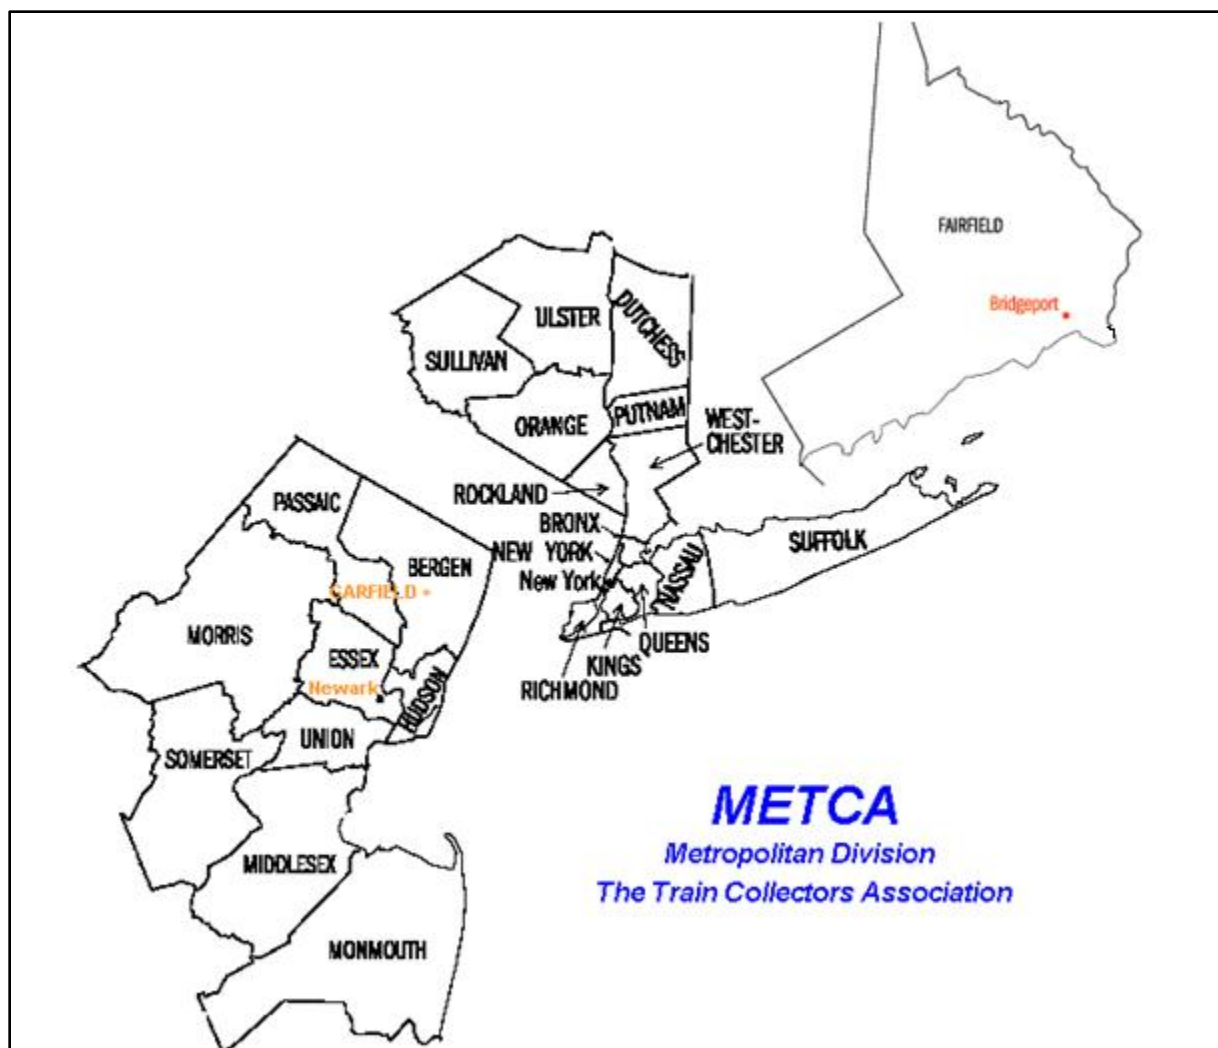 FAIRFIELD
Bridgeport
ULSTER
DUTCHESS
SULLIVAN
ORANGE
PUTNAM
WEST-
CHESTER
ROCKLAND
PASSAIC
BRONX
SUFFOLK
NEW YORK
NASSAU
BERGEN
New York
GARFIELD
MORRIS
QUEENS
ESSEX
KINGS
Newark
RICHMOND
HUDSON
UNION
SOMERSET
METCA
Metropolitan Division
MIDDLESEX
The Train Collectors Association
MONMOUTH